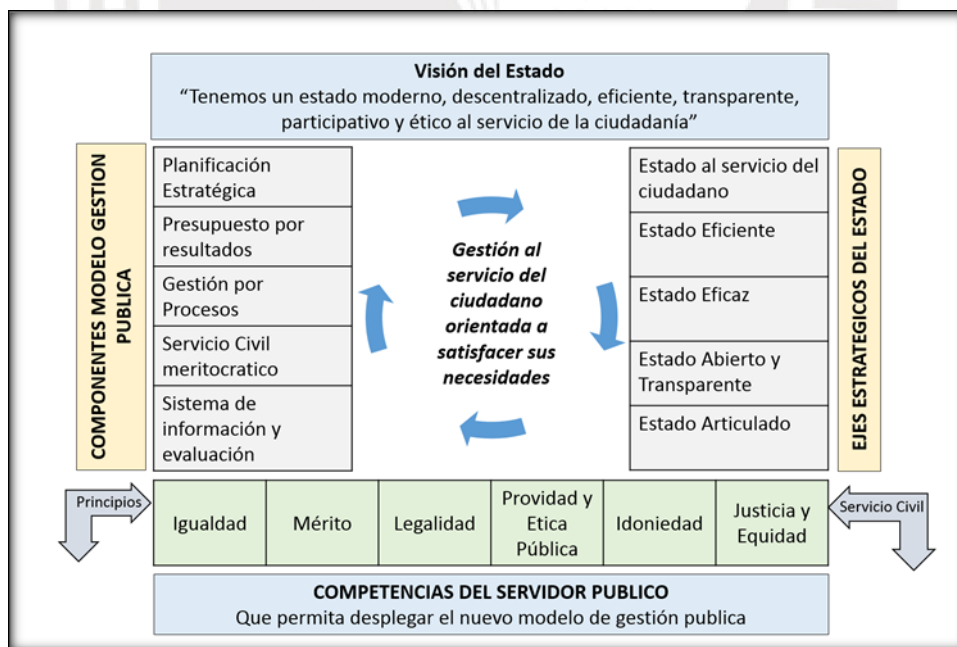 Visión del Estado
“Tenemos un estado moderno, descentralizado, eficiente, transparente,
participativo y ético al servicio de la ciudadanía”
COMPONENTES MODELO GESTION
PUBLICA
Planificación
Estratégica
Presupuesto por
resultados
Gestión por
Procesos
Servicio Civil
meritocratico
Sistema de
información y
evaluación
Gestión al
servicio del
ciudadano
orientada a
satisfacer sus
necesidades
Estado al servicio del
ciudadano
Estado Eficiente
Estado Eficaz
Estado Abierto y
Transparente
Estado Articulado
EJES ESTRATEGICOS DEL ESTADO
Principios
Igualdad
Mérito
Legalidad
Providad y
Etica
Pública
Idoniedad
Justicia y
Equidad
Servicio Civil
COMPETENCIAS DEL SERVIDOR PUBLICO
Que permita desplegar el nuevo modelo de gestión publica